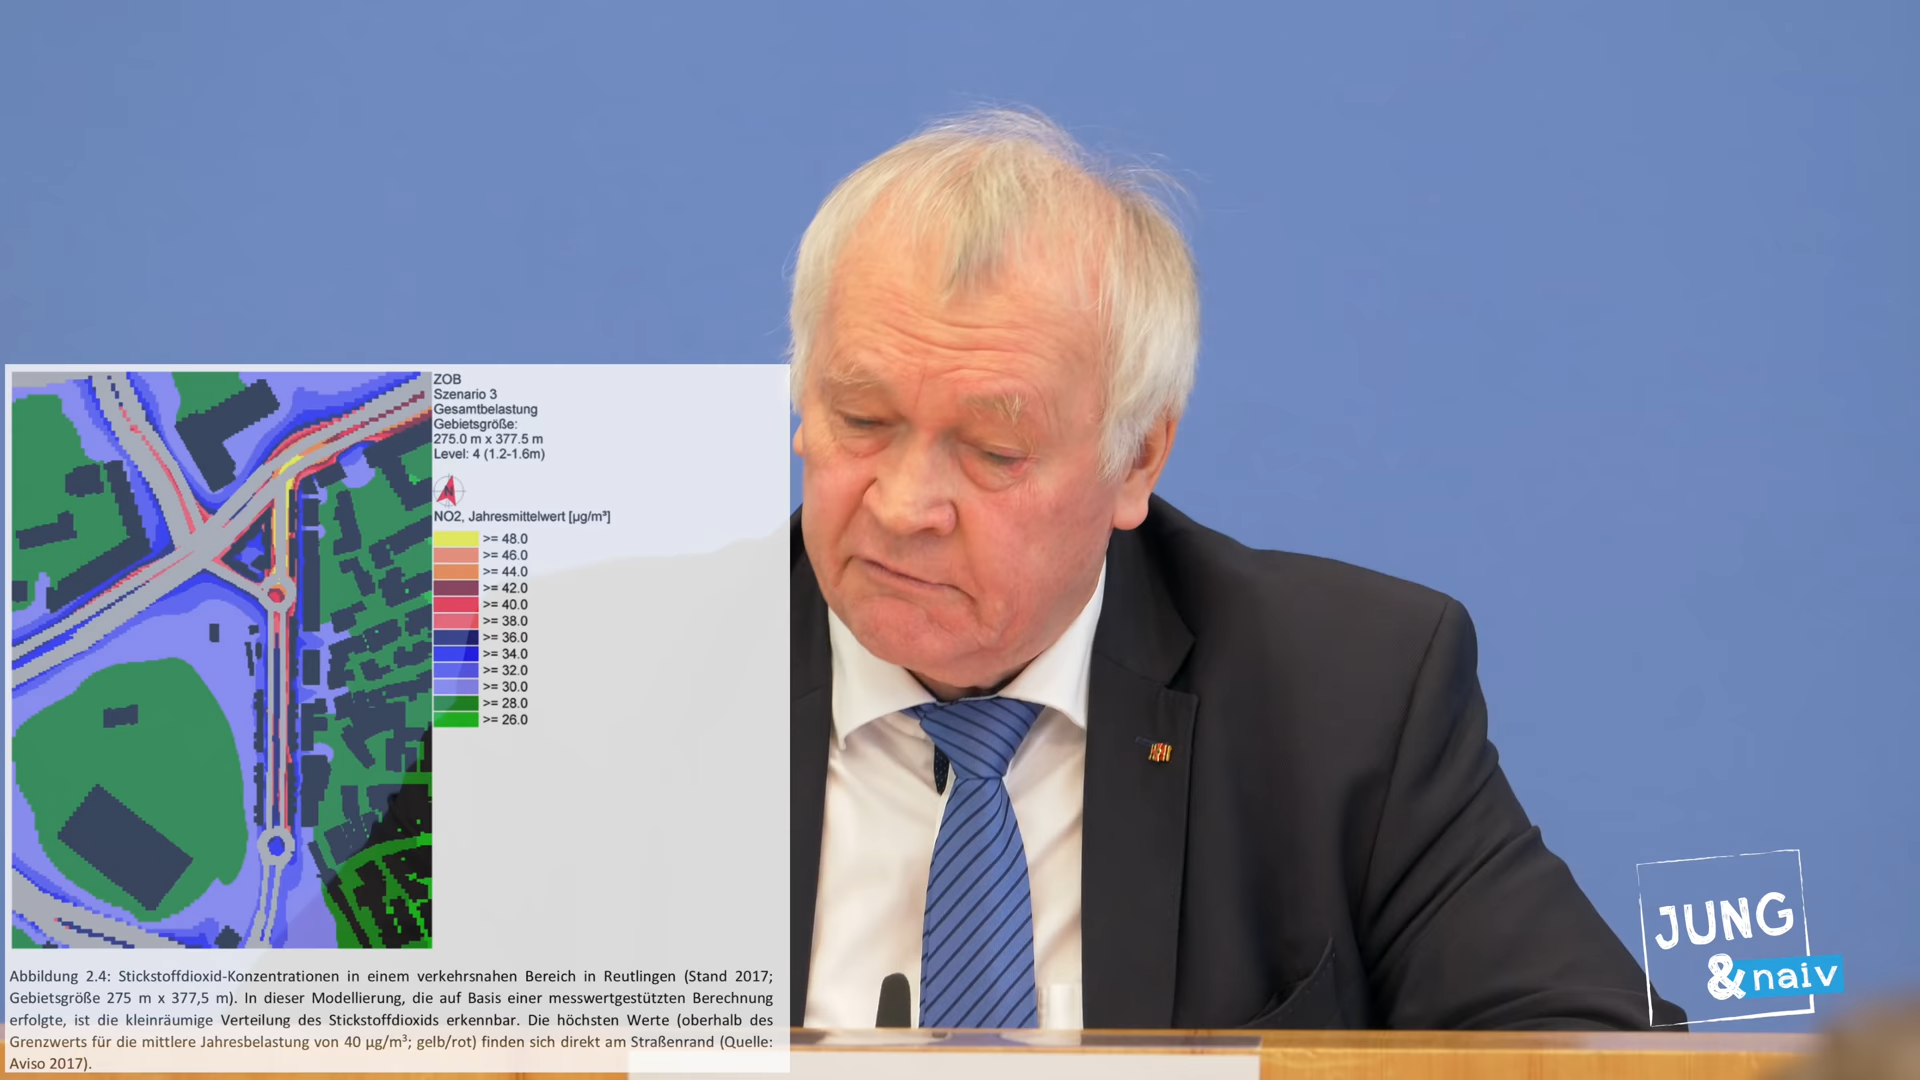 ZOB
Szenario 3
Gesamtbelastung
Gebietsgröße:
275.0 m x 377.5 m
Level: 4 (1.2-1.6m)
NO2, Jahresmittelwert [µg/m³]
>= 48.0
>= 46.0
>= 44.0
>= 42.0
>= 40.0
>= 38.0
>= 36.0
>= 34.0
>= 32.0
>= 30.0
>= 28.0
>= 26.0
Abbildung 2.4: Stickstoffdioxid-Konzentrationen in einem verkehrsnahen Bereich in Reutlingen (Stand 2017;
Gebietsgröße 275 m x 377,5 m). In dieser Modellierung, die auf Basis einer messwertgestützten Berechnung
erfolgte, ist die kleinräumige Verteilung des Stickstoffdioxids erkennbar. Die höchsten Werte (oberhalb des
Grenzwerts für die mittlere Jahresbelastung von 40 µg/m³; gelb/rot) finden sich direkt am Straßenrand (Quelle:
Aviso 2017).
JUNG
&naiv